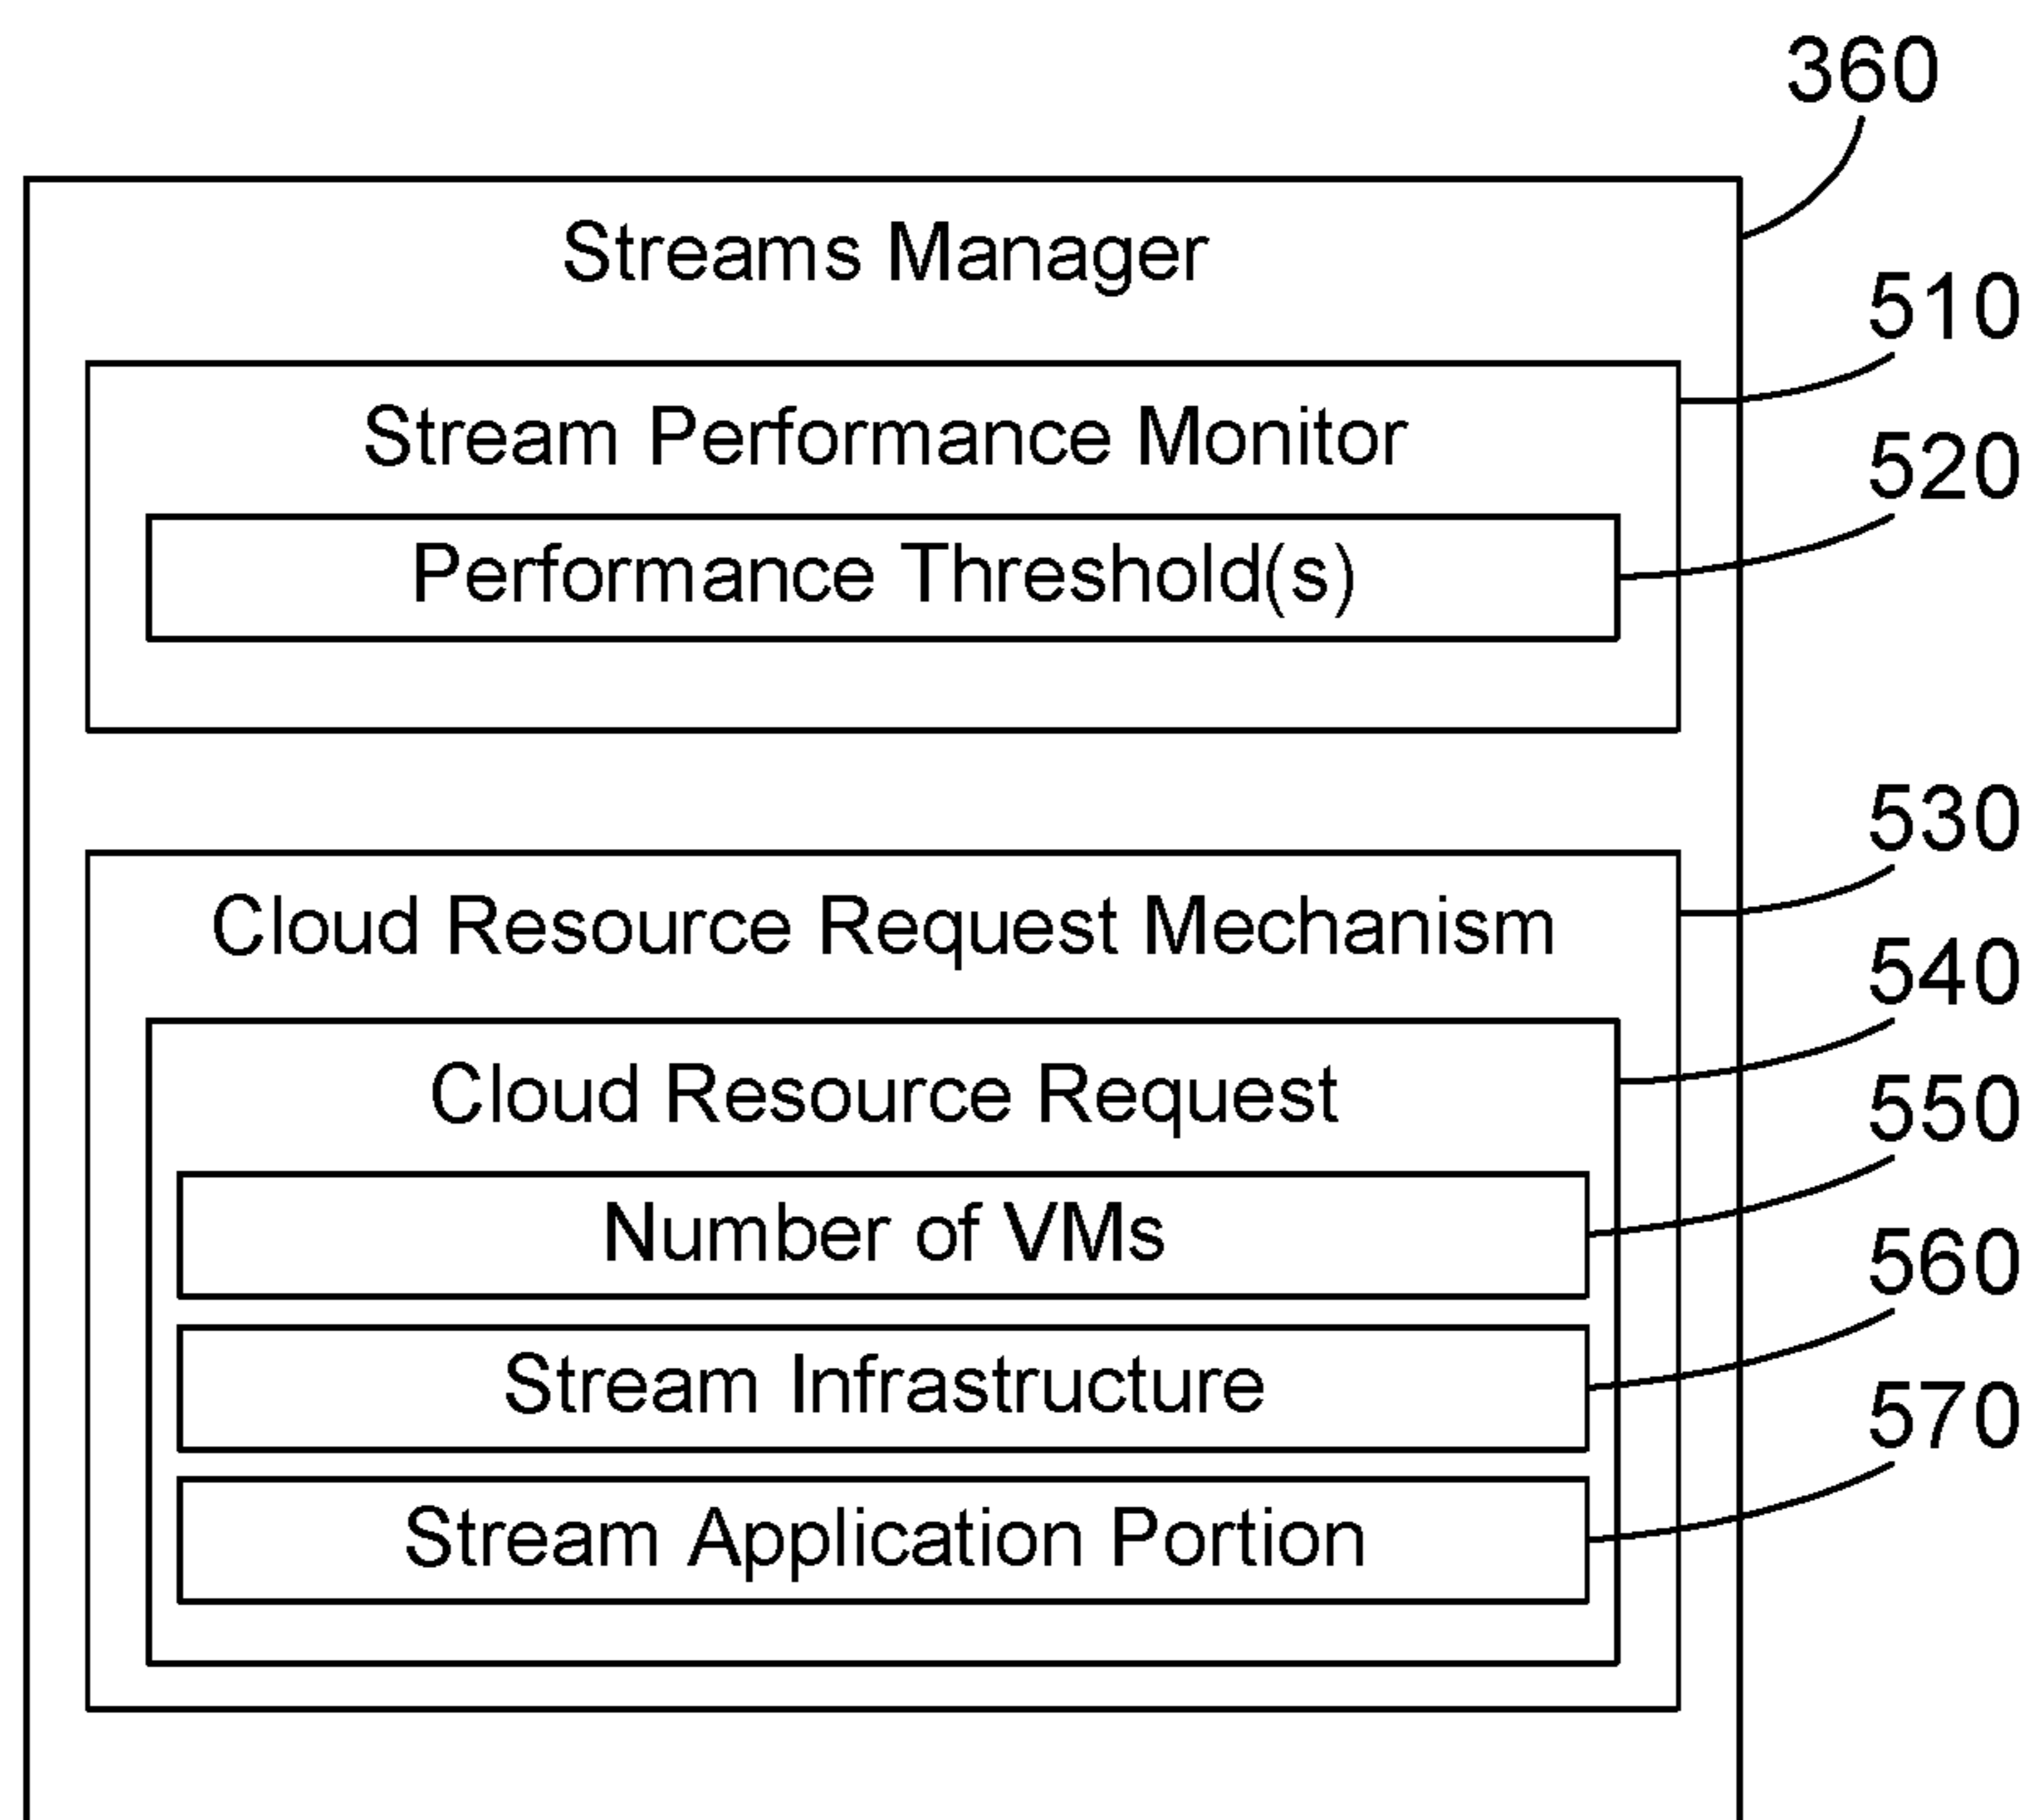 360
Streams Manager
510
Stream Performance Monitor
520
Performance Threshold(s)
530
Cloud Resource Request Mechanism
540
Cloud Resource Request
550
Number of VMs
560
Stream Infrastructure
570
Stream Application Portion